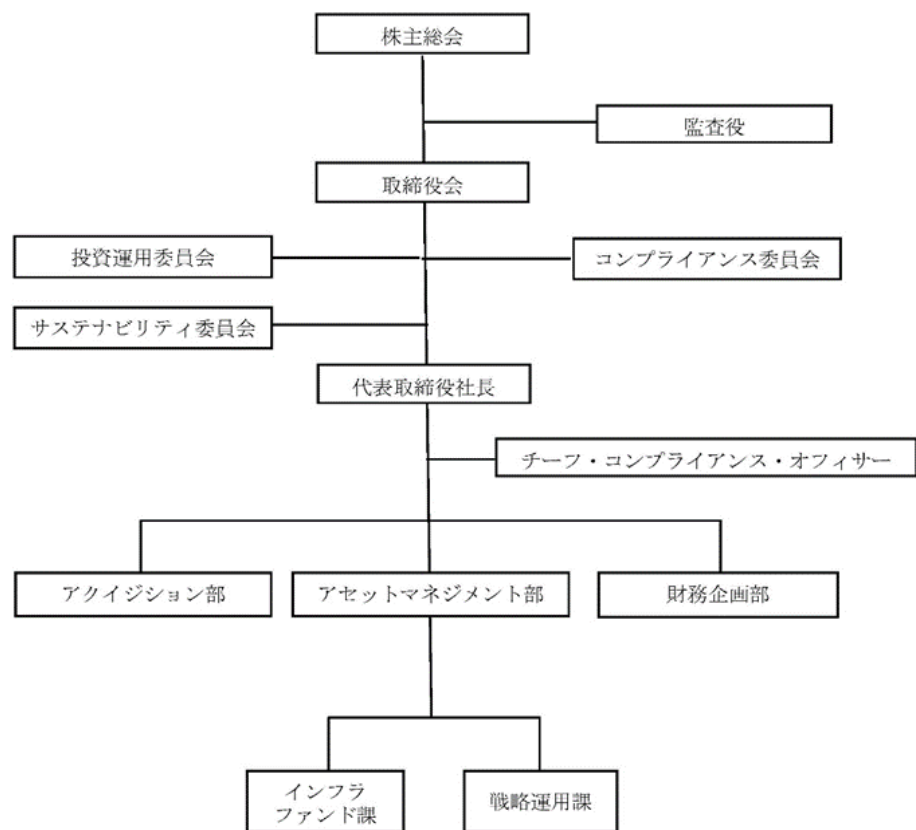 株主総会
監査役
取締役会
投資運用委員会
コンプライアンス委員会
サステナビリティ委員会
代表取締役社長
チーフ・コンプライアンス・オフィサー
アクイジション部
アセットマネジメント部
財務企画部
インフラ
ファンド課
戦略運用課